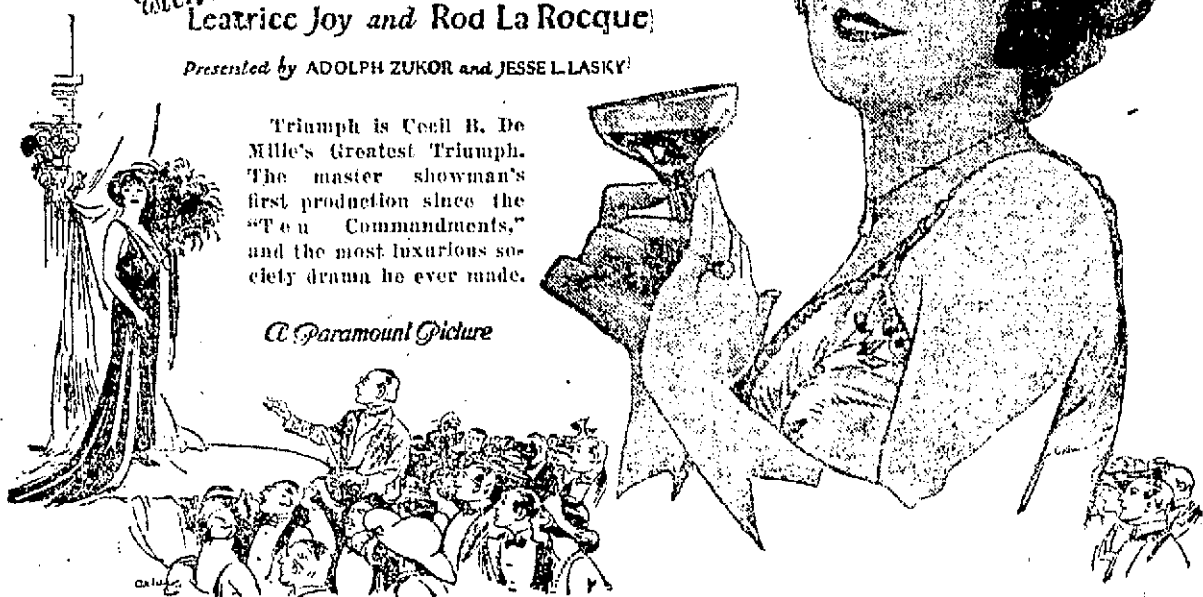 with
Leatrice Joy and Rod La Rocque
Presented by ADOLPH ZUKOR and JESSE L. LASKY
Triumph is Cecil B. De
Mille's Greatest Triumph.
The master showman's
first production since the
"Ten Commandments,"
and the most luxurious so-
ciety drama he ever made.
A Paramount Picture